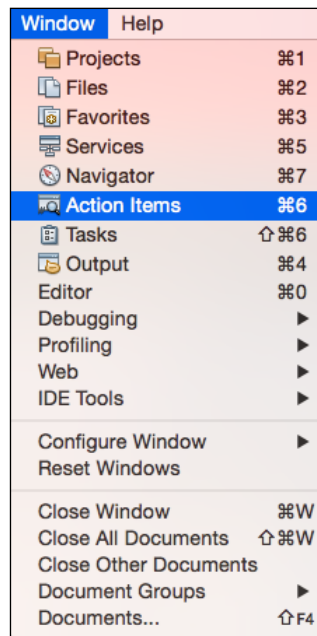 Window Help
Projects ⌘1
Files ⌘2
Favorites ⌘3
Services ⌘5
Navigator ⌘7
Action Items ⌘6
Tasks ⇧⌘6
Output ⌘4
Editor ⌘0
Debugging ▶
Profiling ▶
Web ▶
IDE Tools ▶
Configure Window ▶
Reset Windows
Close Window ⌘W
Close All Documents ⇧⌘W
Close Other Documents
Document Groups ▶
Documents... ⇧F4